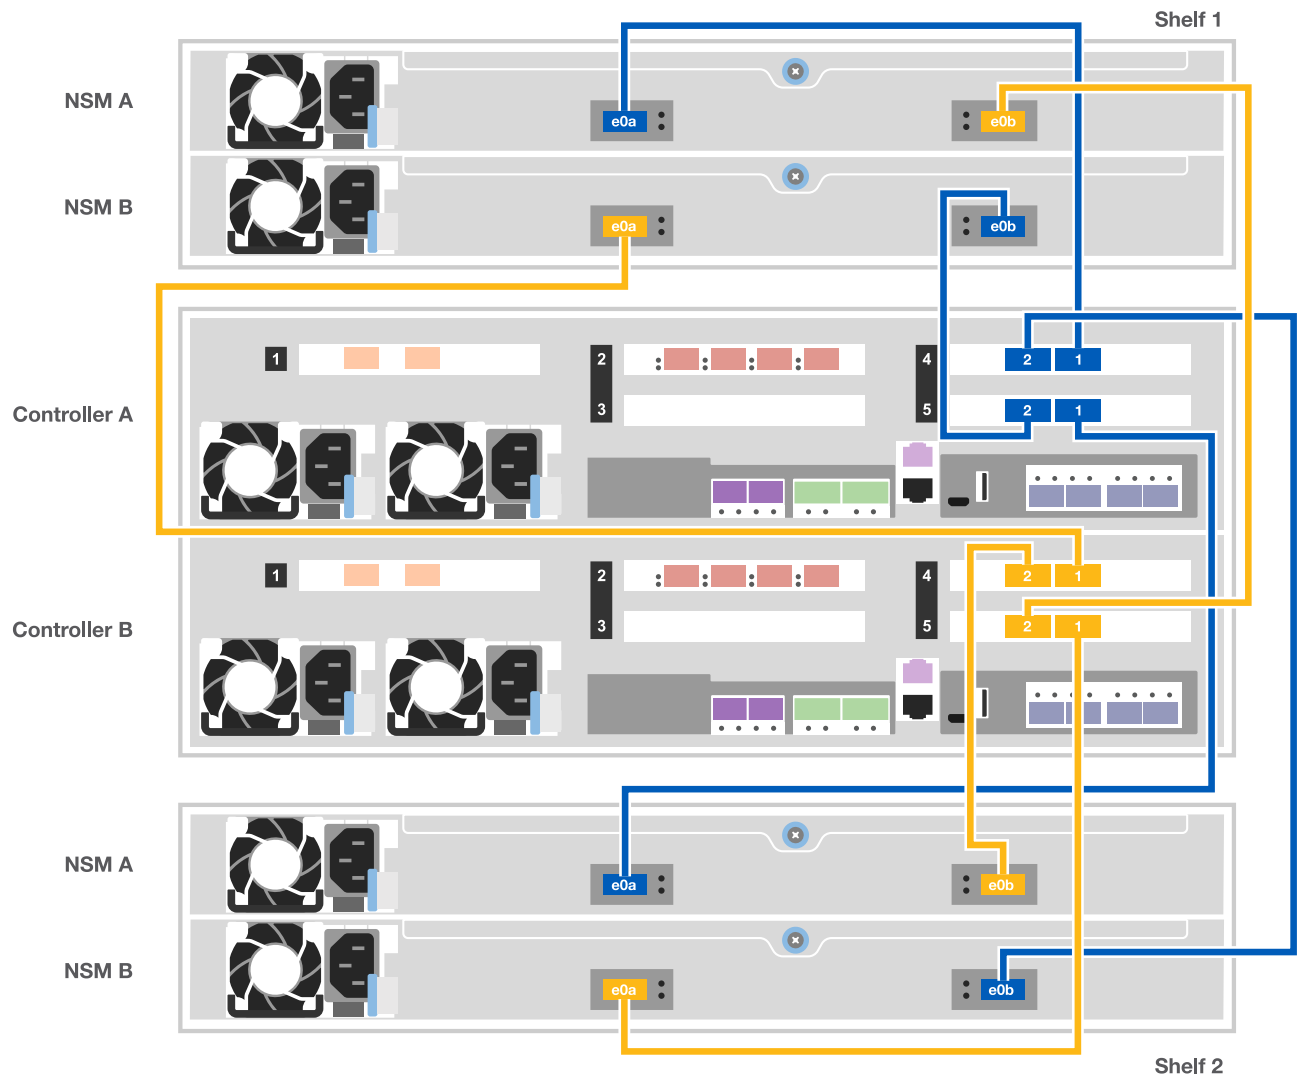 Shelf 1
NSM A
e0a
e0b
NSM B
e0a
e0b
Controller A
1
2
3
4
5
2 1
2 1
Controller B
1
2
3
4
5
2 1
2 1
NSM A
e0a
e0b
NSM B
e0a
e0b
Shelf 2